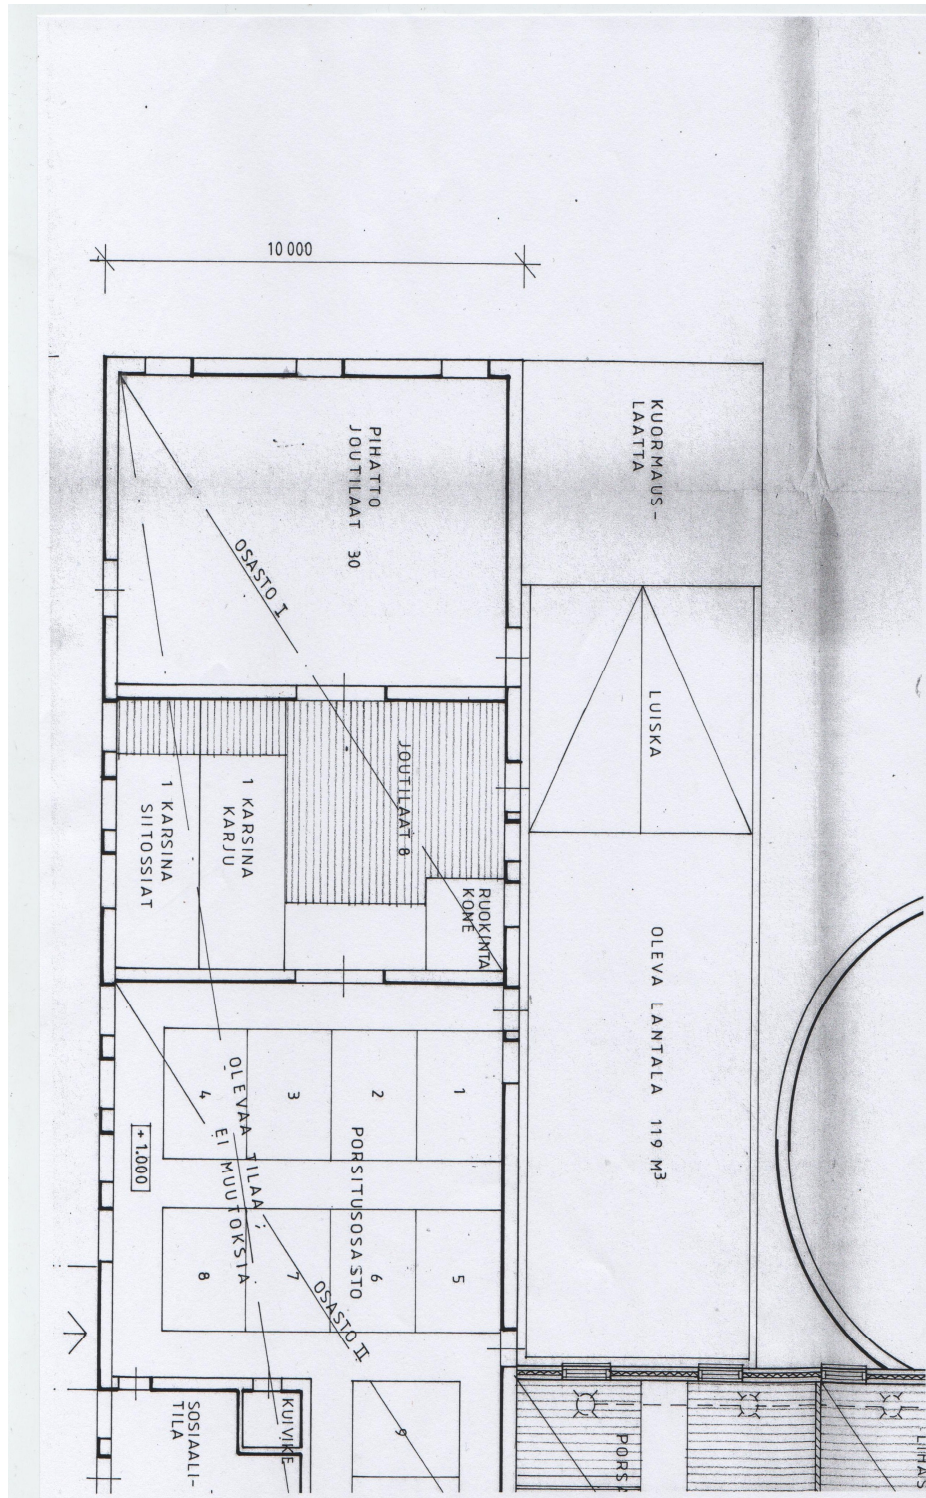 10 000
KUORMAUS-
LAATTA
PIHATTO
JOUTILAAT 30
OSASTO I
LUISKA
JOUTILAAT 8
1 KARSINA
KARJU
1 KARSINA
SIITOSSIAT
RUOKINTA
KONE
OLEVA LANTALA 119 M3
1
2
3
4
OLEVAA TILAA ;
EI MUUTOKSIA
PORSITUSOSASTO
+1.000
5
6
7
8
OSASTO II
9
KUIVIKE
SOSIAALI-
TILA
PORSA
LIHAS